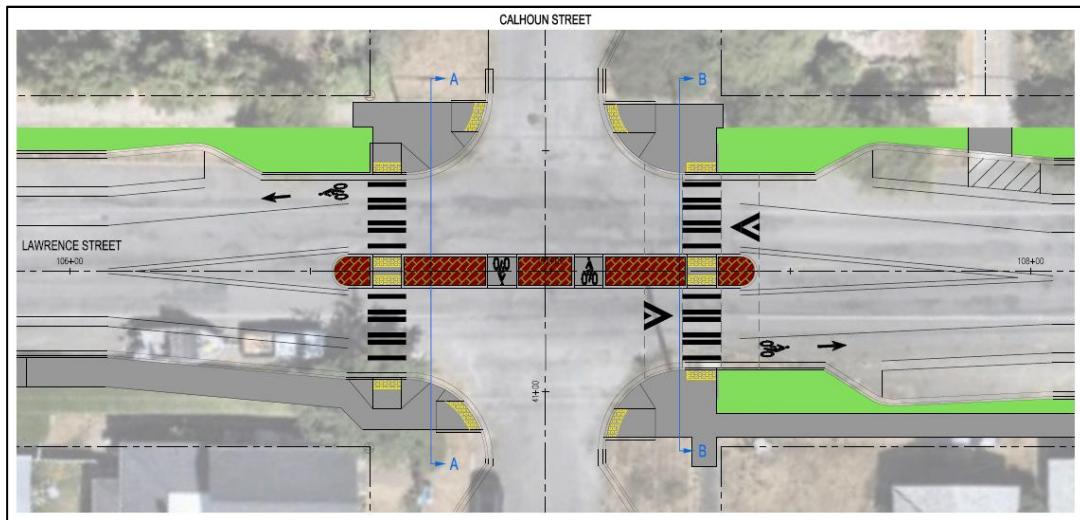 CALHOUN STREET
A
B
LAWRENCE STREET
106+00
108+00
41+00
A
B